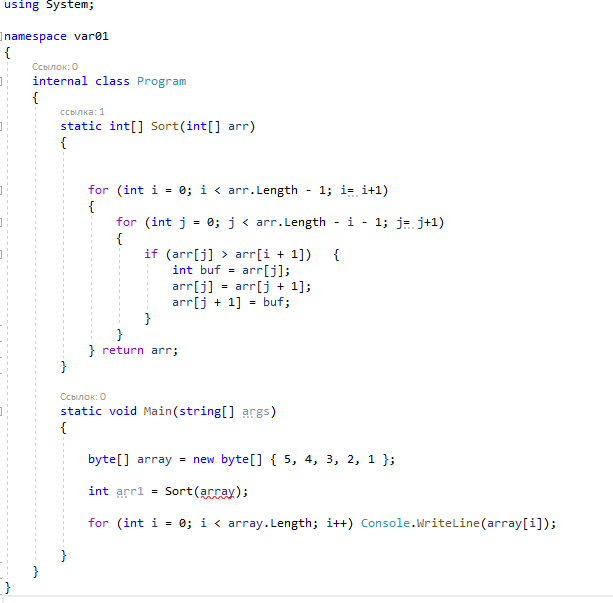 using System;
namespace var01
{
Ссылок: 0
internal class Program
{
ссылка: 1
static int[] Sort(int[] arr)
{
for (int i = 0; i < arr.Length - 1; i= i+1)
{
for (int j = 0; j < arr.Length - i - 1; j= j+1)
{
if (arr[j] > arr[i + 1])   {
int buf = arr[j];
arr[j] = arr[j + 1];
arr[j + 1] = buf;
}
}
} return arr;
}
Ссылок: 0
static void Main(string[] args)
{
byte[] array = new byte[] { 5, 4, 3, 2, 1 };
int arr1 = Sort(array);
for (int i = 0; i < array.Length; i++) Console.WriteLine(array[i]);
}
}
}